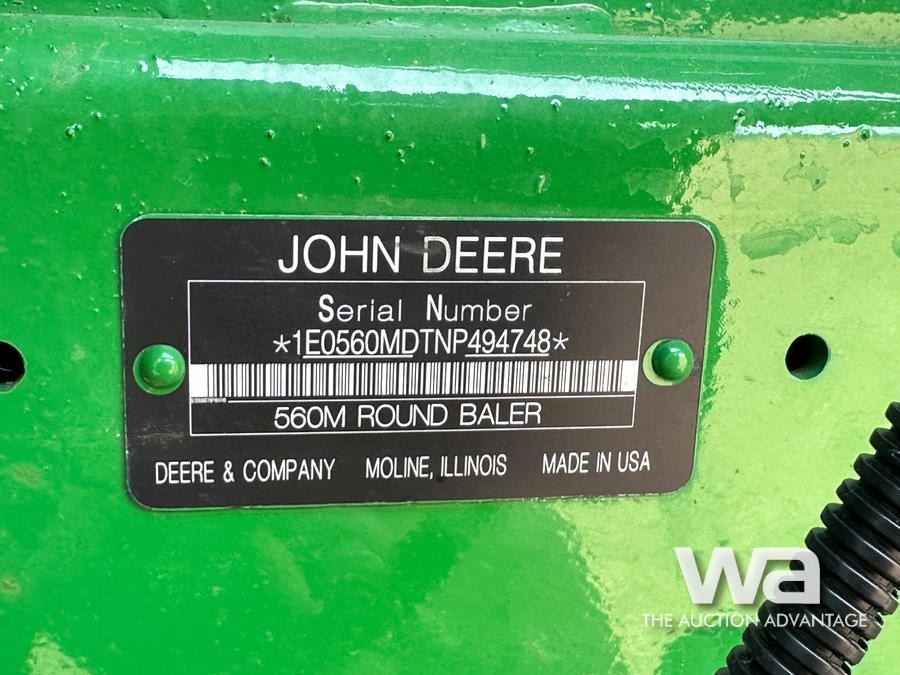 JOHN DEERE
Serial Number
*1E0560MDTNP494748*
560M ROUND BALER
DEERE & COMPANY MOLINE, ILLINOIS MADE IN USA
wa
THE AUCTION ADVANTAGE